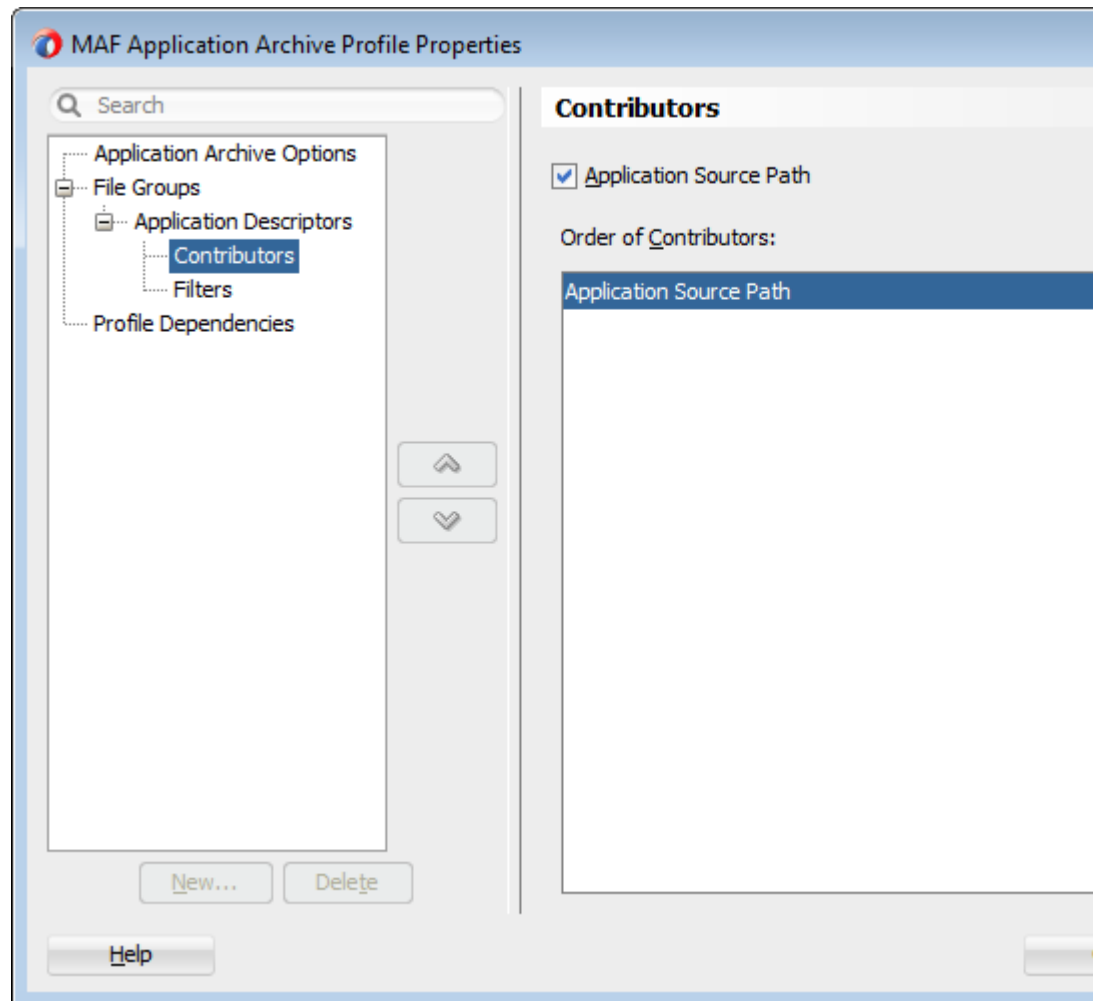 MAF Application Archive Profile Properties
Search
Application Archive Options
File Groups
Application Descriptors
Contributors
Filters
Profile Dependencies
New...
Delete
Help
Contributors
Application Source Path
Order of Contributors:
Application Source Path